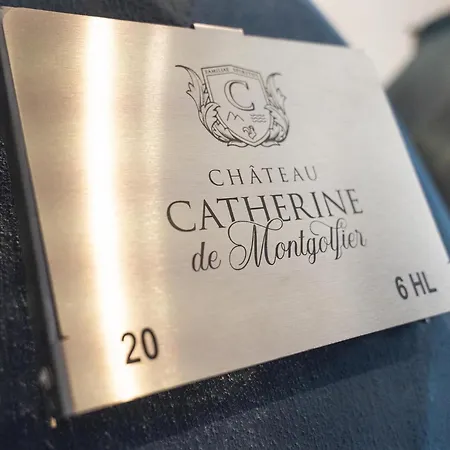 C
CHÂTEAU
CATHERINE
de Montgolfier
20
6 HL